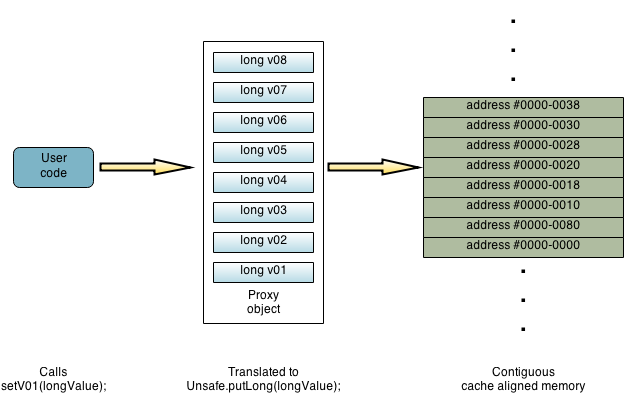 User
code
long v08
long v07
long v06
long v05
long v04
long v03
long v02
long v01
Proxy
object
address #0000-0038
address #0000-0030
address #0000-0028
address #0000-0020
address #0000-0018
address #0000-0010
address #0000-0080
address #0000-0000
Calls
setV01(longValue);
Translated to
Unsafe.putLong(longValue);
Contiguous
cache aligned memory